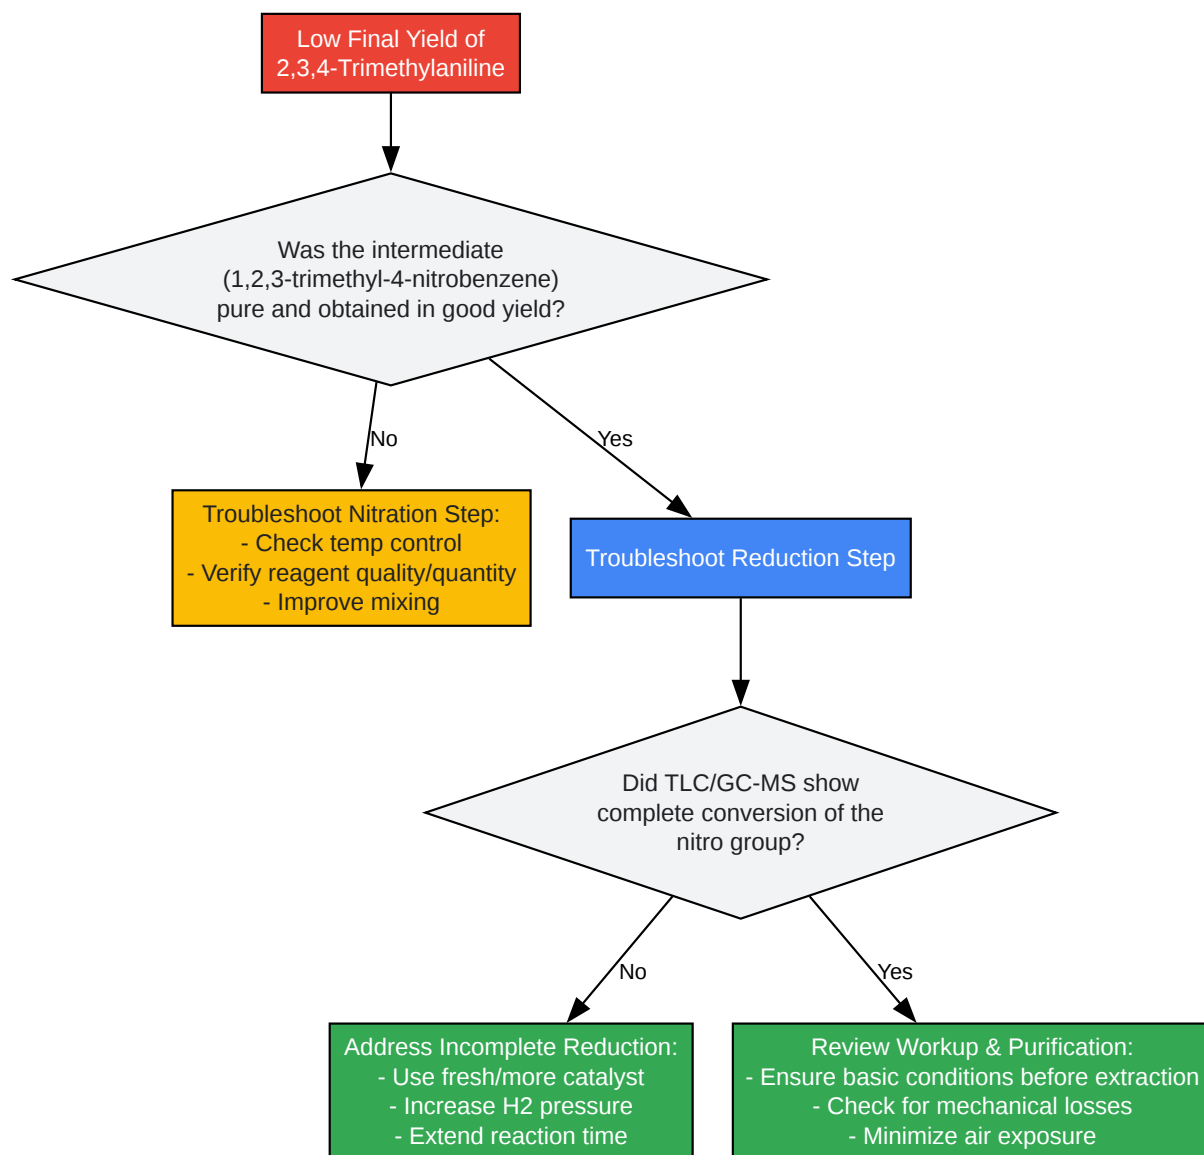 Low Final Yield of
2,3,4-Trimethylaniline
Was the intermediate
(1,2,3-trimethyl-4-nitrobenzene)
pure and obtained in good yield?
No
Yes
Troubleshoot Nitration Step:
- Check temp control
- Verify reagent quality/quantity
- Improve mixing
Troubleshoot Reduction Step
Did TLC/GC-MS show
complete conversion of the
nitro group?
No
Yes
Address Incomplete Reduction:
- Use fresh/more catalyst
- Increase H2 pressure
- Extend reaction time
Review Workup & Purification:
- Ensure basic conditions before extraction
- Check for mechanical losses
- Minimize air exposure